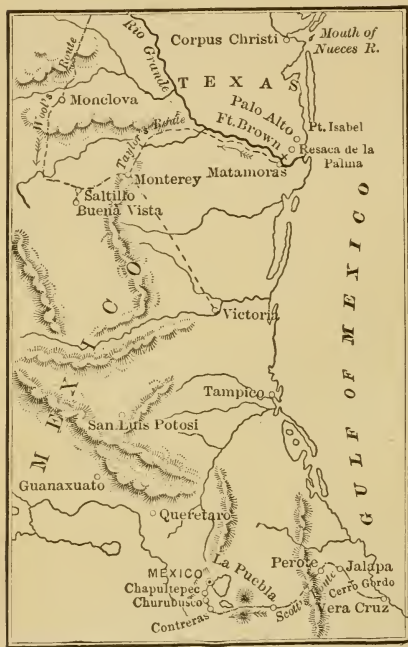 Corpus Christi
Mouth of
Nueces R.
Rio Grande
TEXAS
Wool's Route
Monclova
Palo Alto
Pt. Isabel
Ft. Brown
Resaca de la
Palma
Taylor's Route
Monterey
Matamoras
Saltillo
Buena Vista
MEXICO
GULF OF MEXICO
Victoria
Tampico
San Luis Potosi
Guanaxuato
Queretaro
MEXICO
La Puebla
Perote
Jalapa
Chapultepec
Cerro Gordo
Churubusco
Contreras
Scott's Route
Vera Cruz